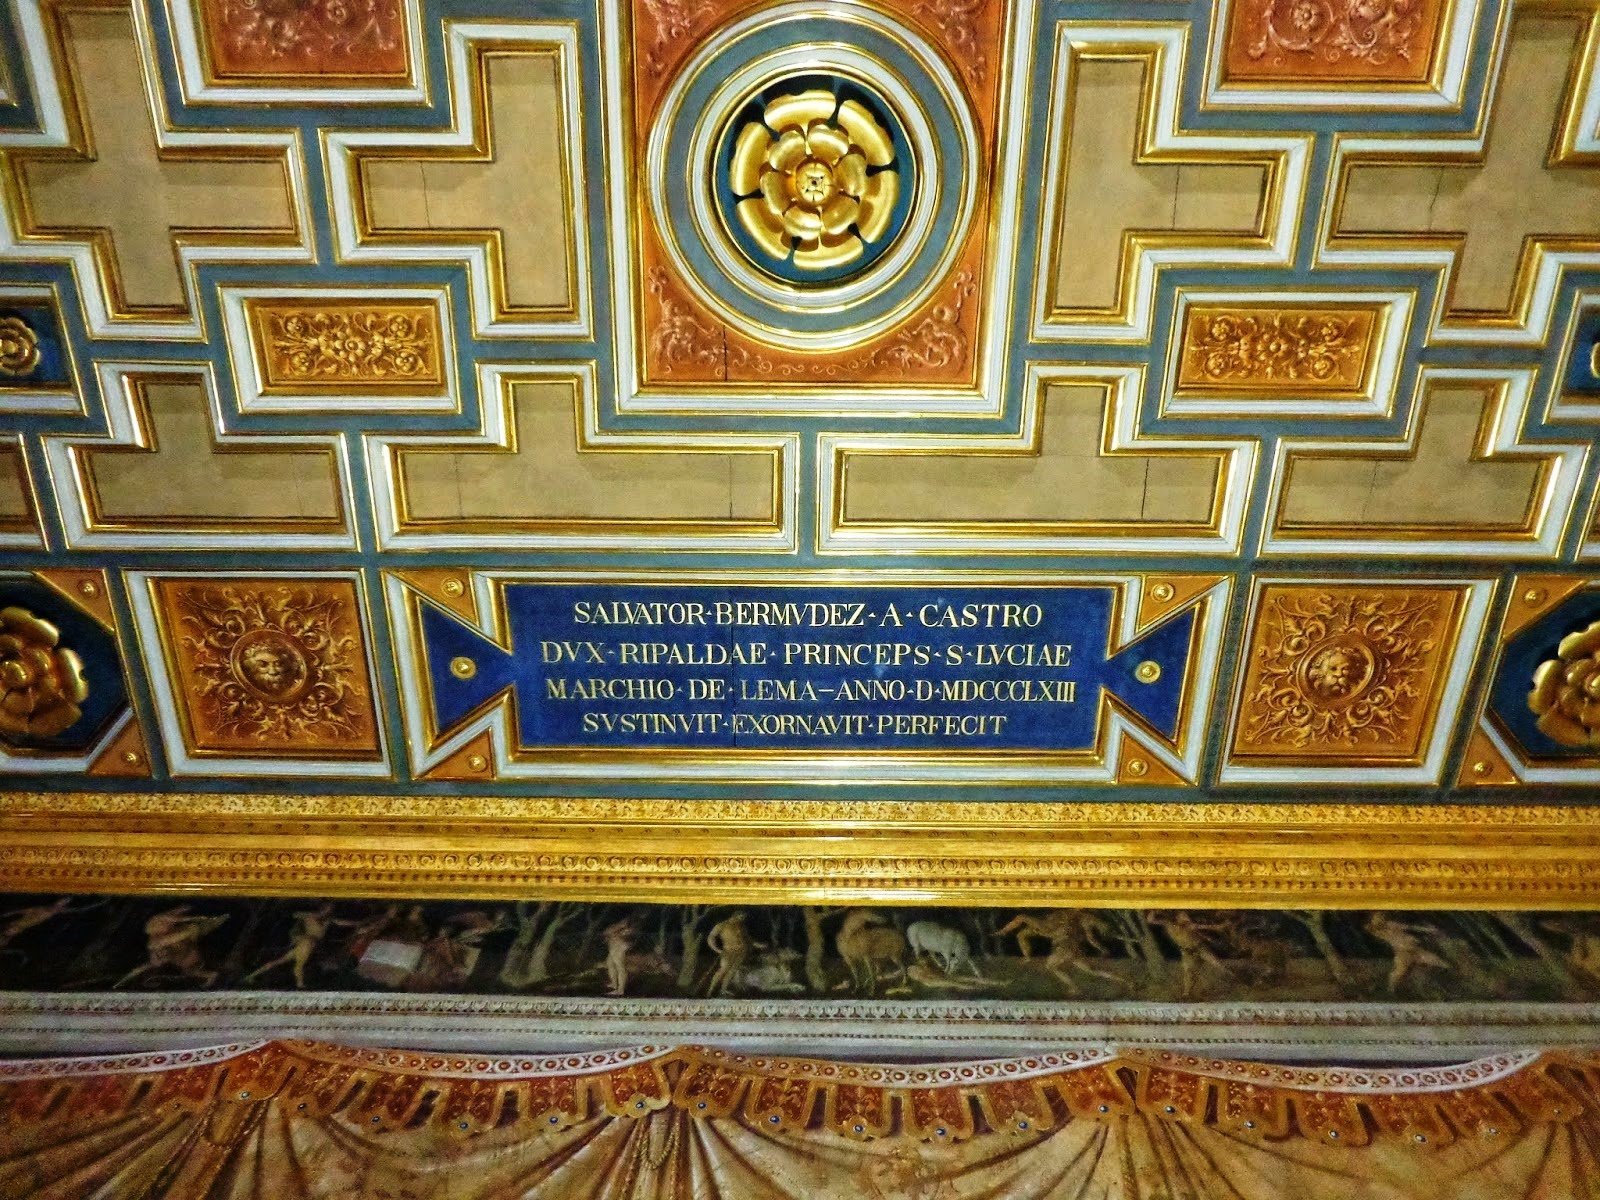 SALVATOR·BERMVDEZ·A·CASTRO
DVX·RIPALDAE·PRINCEPS·S·LVCIAE
MARCHIO·DE·LEMA–ANNO·D·MDCCCLXIII
SVSTINVIT·EXORNAVIT·PERFECIT